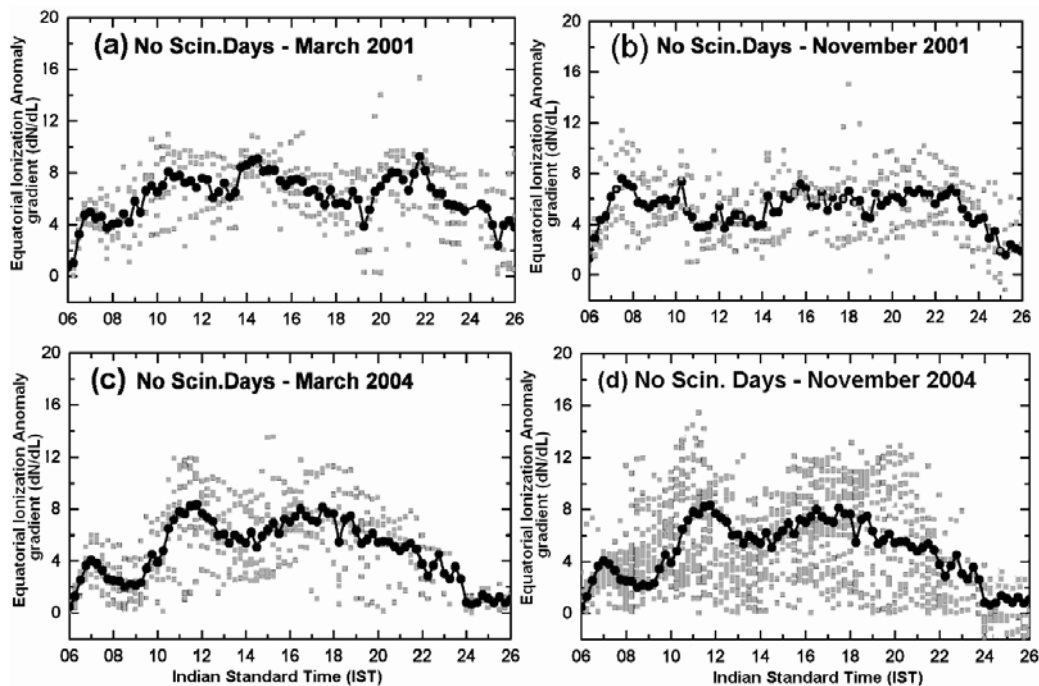 (a) No Scin.Days - March 2001
Equatorial Ionization Anomaly
gradient (dN/dL)
20
16
12
8
4
0
06 08 10 12 14 16 18 20 22 24 26
(b) No Scin.Days - November 2001
Equatorial Ionization Anomaly
gradient (dN/dL)
20
16
12
8
4
0
06 08 10 12 14 16 18 20 22 24 26
(c) No Scin.Days - March 2004
Equatorial Ionization Anomaly
gradient (dN/dL)
20
16
12
8
4
0
06 08 10 12 14 16 18 20 22 24 26
Indian Standard Time (IST)
(d) No Scin. Days - November 2004
Equatorial Ionization Anomaly
gradient (dN/dL)
20
16
12
8
4
0
06 08 10 12 14 16 18 20 22 24 26
Indian Standard Time (IST)